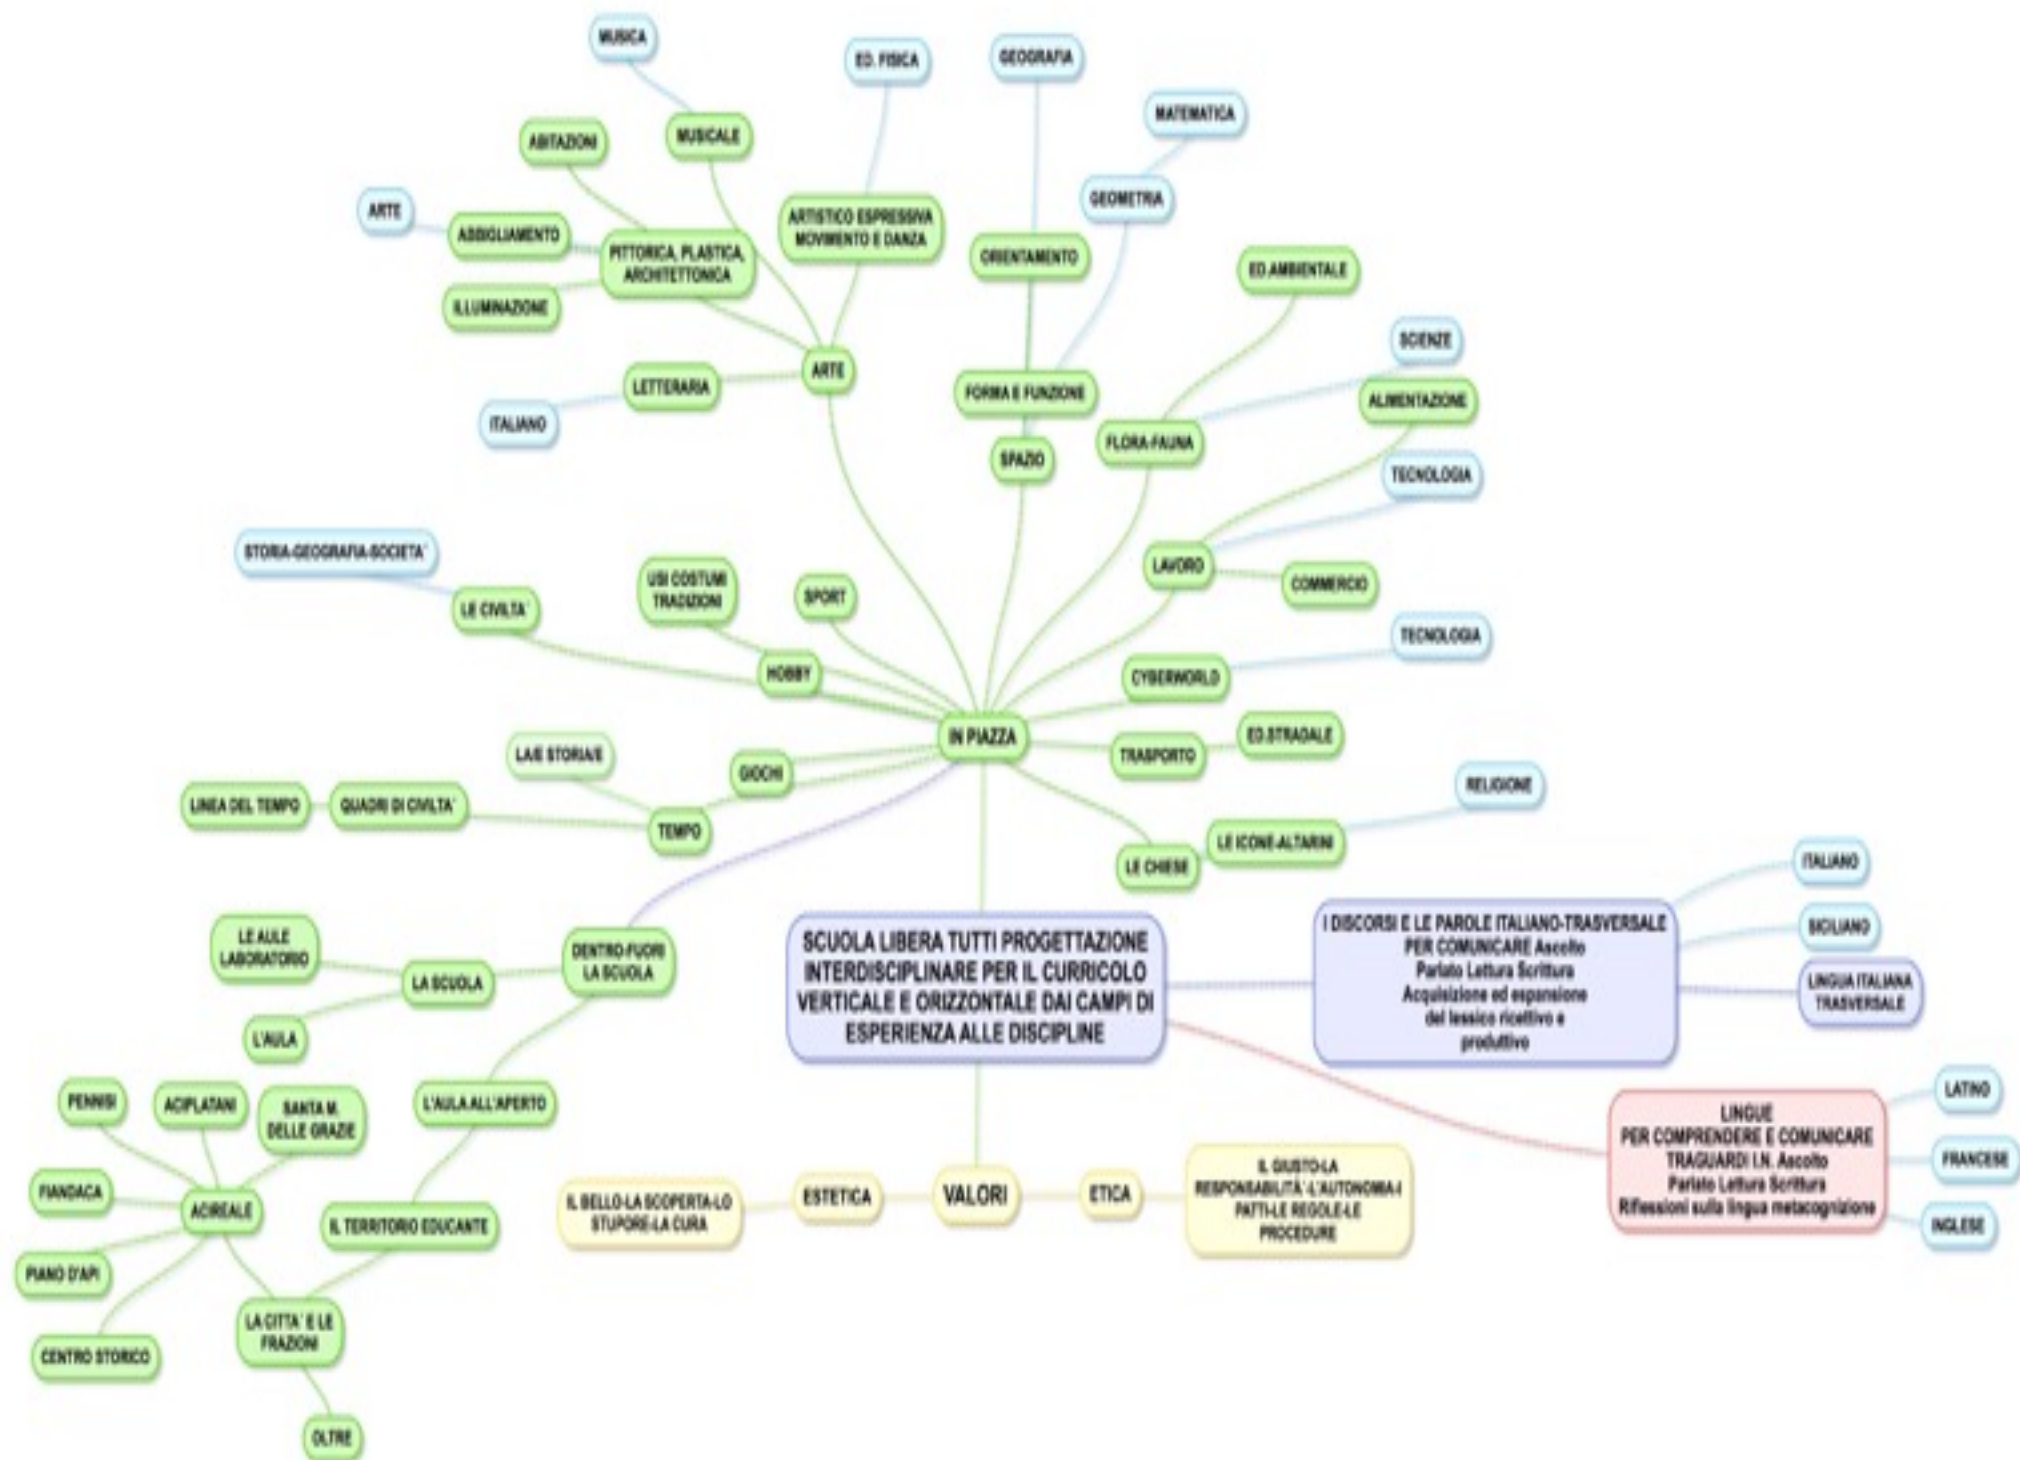 MUSICA
ED. FISICA
GEOGRAFIA
MATEMATICA
ABITAZIONI
MUSICALE
GEOMETRIA
ARTE
ABBIGLIAMENTO
PITTORICA, PLASTICA,
ARCHITETTONICA
ARTISTICO ESPRESSIVA
MOVIMENTO E DANZA
ORIENTAMENTO
ED.AMBIENTALE
ILLUMINAZIONE
SCIENZE
ARTE
LETTERARIA
FORMA E FUNZIONE
ALIMENTAZIONE
ITALIANO
FLORA-FAUNA
SPAZIO
TECNOLOGIA
STORIA-GEOGRAFIA-SOCIETA´
LAVORO
COMMERCIO
USI COSTUMI
TRADIZIONI
SPORT
LE CIVILTA´
TECNOLOGIA
HOBBY
CYBERWORLD
IN PIAZZA
ED.STRADALE
TRASPORTO
LA/E STORIA/E
GIOCHI
RELIGIONE
LINEA DEL TEMPO
QUADRI DI CIVILTA´
TEMPO
LE ICONE-ALTARINI
LE CHIESE
ITALIANO
SICILIANO
LINGUA ITALIANA
TRASVERSALE
I DISCORSI E LE PAROLE ITALIANO-TRASVERSALE
PER COMUNICARE Ascolto
Parlato Lettura Scrittura
Acquisizione ed espansione
del lessico ricettivo e
produttivo
SCUOLA LIBERA TUTTI PROGETTAZIONE
INTERDISCIPLINARE PER IL CURRICOLO
VERTICALE E ORIZZONTALE DAI CAMPI DI
ESPERIENZA ALLE DISCIPLINE
LE AULE
LABORATORIO
DENTRO-FUORI
LA SCUOLA
LA SCUOLA
L'AULA
L'AULA ALL'APERTO
PENNISI
ACIPLATANI
SANTA M.
DELLE GRAZIE
LATINO
LINGUE
PER COMPRENDERE E COMUNICARE
TRAGUARDI I.N. Ascolto
Parlato Lettura Scrittura
Riflessioni sulla lingua metacognizione
FRANCESE
INGLESE
FIANDACA
ACIREALE
IL TERRITORIO EDUCANTE
IL BELLO-LA SCOPERTA-LO
STUPORE-LA CURA
ESTETICA
VALORI
ETICA
IL GIUSTO-LA
RESPONSABILITÀ´-L'AUTONOMIA-I
PATTI-LE REGOLE-LE
PROCEDURE
PIANO D'API
LA CITTA´ E LE
FRAZIONI
CENTRO STORICO
OLTRE